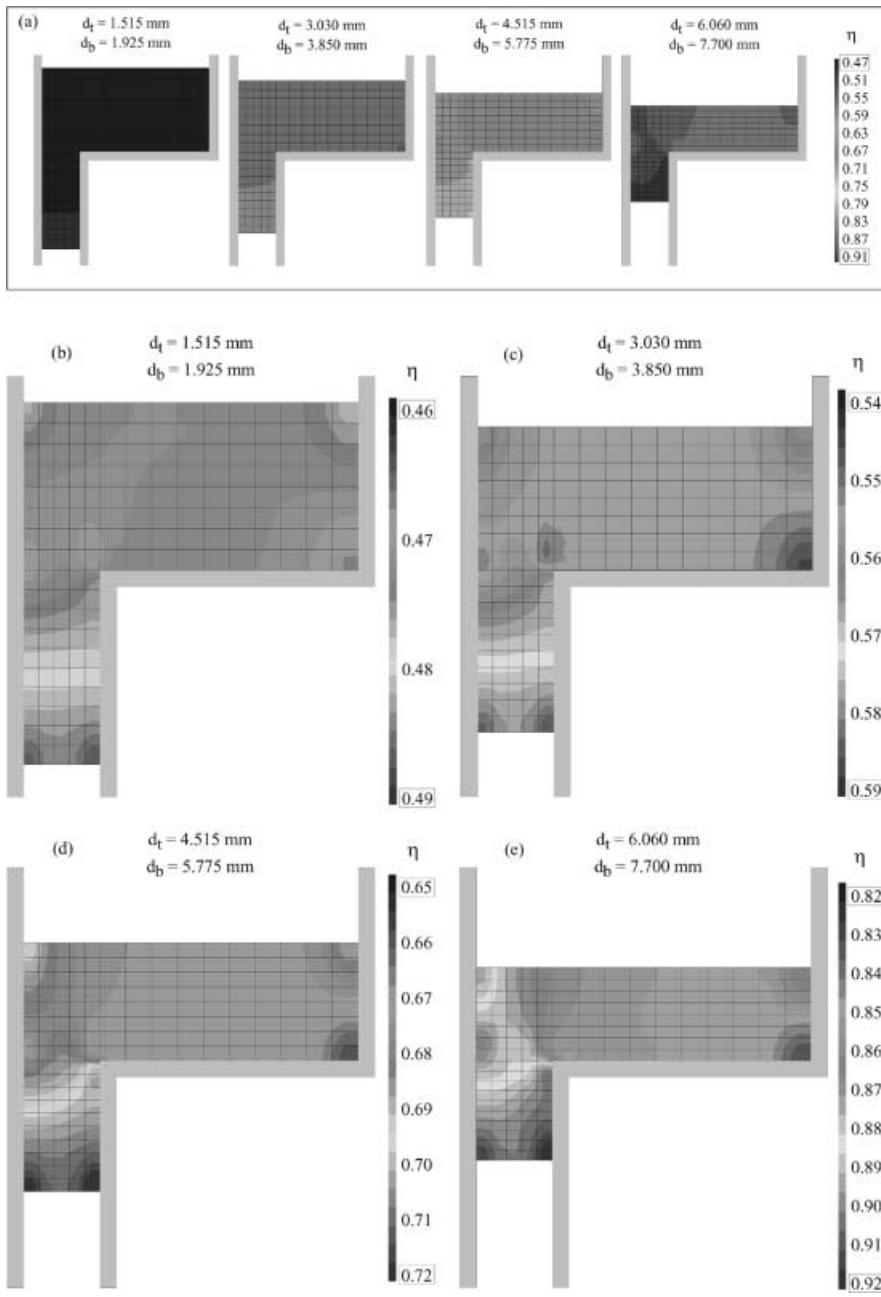 (a)
d_t = 1.515 mm
d_b = 1.925 mm
d_t = 3.030 mm
d_b = 3.850 mm
d_t = 4.515 mm
d_b = 5.775 mm
d_t = 6.060 mm
d_b = 7.700 mm
η
0.47
0.51
0.55
0.59
0.63
0.67
0.71
0.75
0.79
0.83
0.87
0.91
(b)
d_t = 1.515 mm
d_b = 1.925 mm
η
0.46
0.47
0.48
0.49
(c)
d_t = 3.030 mm
d_b = 3.850 mm
η
0.54
0.55
0.56
0.57
0.58
0.59
(d)
d_t = 4.515 mm
d_b = 5.775 mm
η
0.65
0.66
0.67
0.68
0.69
0.70
0.71
0.72
(e)
d_t = 6.060 mm
d_b = 7.700 mm
η
0.82
0.83
0.84
0.85
0.86
0.87
0.88
0.89
0.90
0.91
0.92